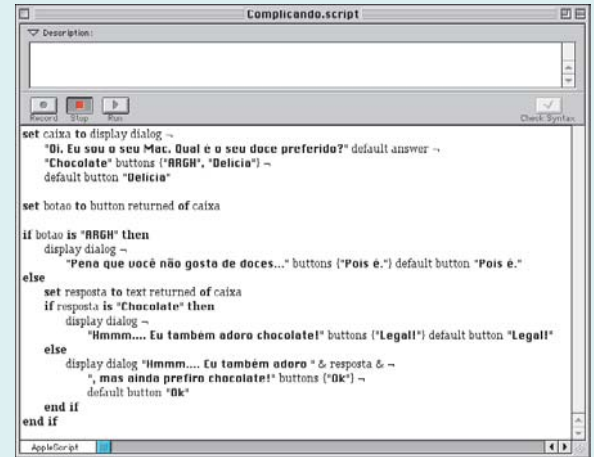 Complicando.script
Description:
Record Stop Run Check Syntax
set caixa to display dialog ¬
"Oi. Eu sou o seu Mac. Qual é o seu doce preferido?" default answer ¬
"Chocolate" buttons {"ARGH", "Delícia"} ¬
default button "Delícia"
set botao to button returned of caixa
if botao is "ARGH" then
display dialog ¬
"Pena que você não gosta de doces..." buttons {"Pois é."} default button "Pois é."
else
set resposta to text returned of caixa
if resposta is "Chocolate" then
display dialog ¬
"Hmmm.... Eu também adoro chocolate!" buttons {"Legal!"} default button "Legal!"
else
display dialog "Hmmm.... Eu também adoro " & resposta & ¬
", mas ainda prefiro chocolate!" buttons {"Ok"} ¬
default button "Ok"
end if
end if
AppleScript